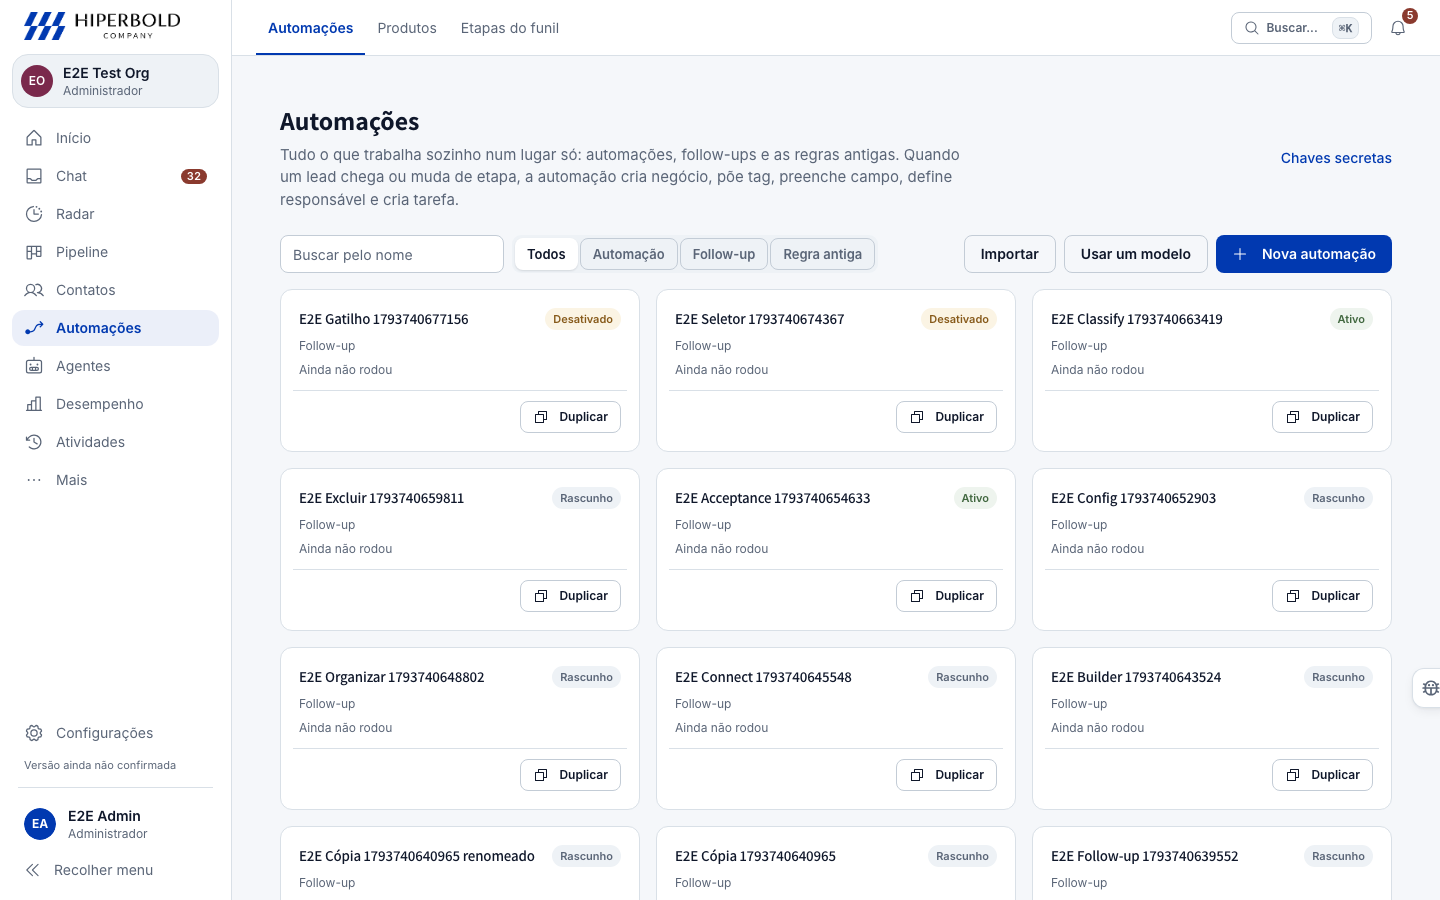 HIPERBOLD
COMPANY
EO
E2E Test Org
Administrador
Início
Chat
32
Radar
Pipeline
Contatos
Automações
Agentes
Desempenho
Atividades
Mais
Configurações
Versão ainda não confirmada
EA
E2E Admin
Administrador
Recolher menu
Automações
Produtos
Etapas do funil
Buscar...
⌘K
5
Automações
Tudo o que trabalha sozinho num lugar só: automações, follow-ups e as regras antigas. Quando
um lead chega ou muda de etapa, a automação cria negócio, põe tag, preenche campo, define
responsável e cria tarefa.
Chaves secretas
Buscar pelo nome
Todos
Automação
Follow-up
Regra antiga
Importar
Usar um modelo
Nova automação
E2E Gatilho 1793740677156
Desativado
Follow-up
Ainda não rodou
Duplicar
E2E Seletor 1793740674367
Desativado
Follow-up
Ainda não rodou
Duplicar
E2E Classify 1793740663419
Ativo
Follow-up
Ainda não rodou
Duplicar
E2E Excluir 1793740659811
Rascunho
Follow-up
Ainda não rodou
Duplicar
E2E Acceptance 1793740654633
Ativo
Follow-up
Ainda não rodou
Duplicar
E2E Config 1793740652903
Rascunho
Follow-up
Ainda não rodou
Duplicar
E2E Organizar 1793740648802
Rascunho
Follow-up
Ainda não rodou
Duplicar
E2E Connect 1793740645548
Rascunho
Follow-up
Ainda não rodou
Duplicar
E2E Builder 1793740643524
Rascunho
Follow-up
Ainda não rodou
Duplicar
E2E Cópia 1793740640965 renomeado
Rascunho
Follow-up
E2E Cópia 1793740640965
Rascunho
Follow-up
E2E Follow-up 1793740639552
Rascunho
Follow-up